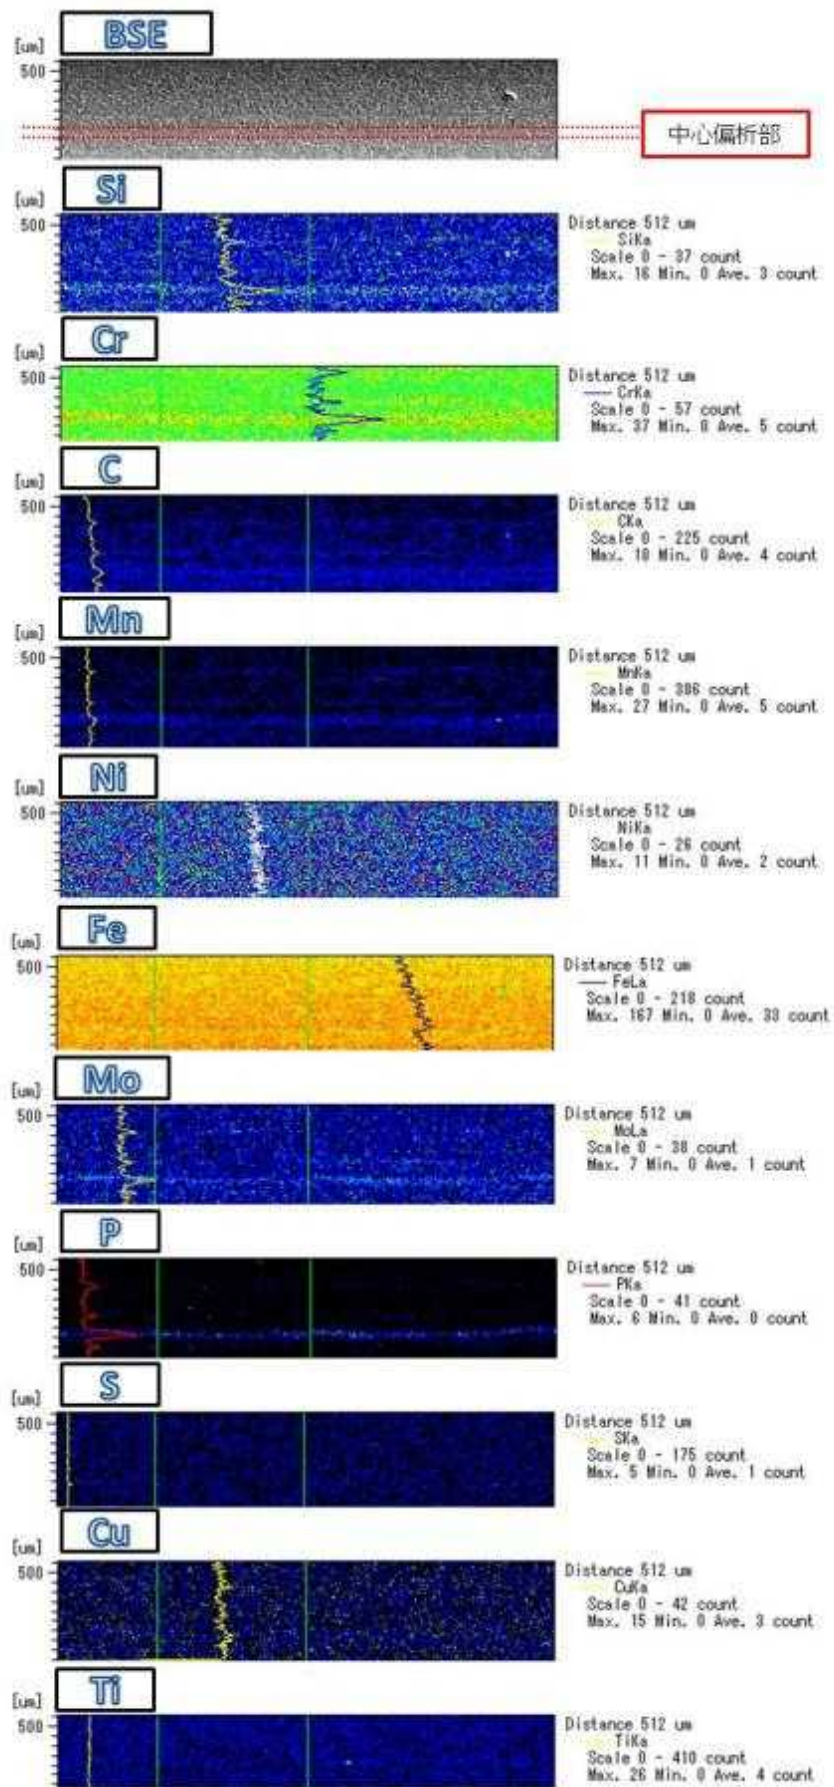 BSE
[um]
500
中心偏析部
Si
[um]
500
Distance 512 um
SiKa
Scale 0 - 37 count
Max. 16 Min. 0 Ave. 3 count
Cr
[um]
500
Distance 512 um
CrKa
Scale 0 - 57 count
Max. 37 Min. 0 Ave. 5 count
C
[um]
500
Distance 512 um
CKa
Scale 0 - 225 count
Max. 18 Min. 0 Ave. 4 count
Mn
[um]
500
Distance 512 um
MnKa
Scale 0 - 386 count
Max. 27 Min. 0 Ave. 5 count
Ni
[um]
500
Distance 512 um
NiKa
Scale 0 - 26 count
Max. 11 Min. 0 Ave. 2 count
Fe
[um]
500
Distance 512 um
FeLa
Scale 0 - 218 count
Max. 167 Min. 0 Ave. 33 count
Mo
[um]
500
Distance 512 um
MoLa
Scale 0 - 38 count
Max. 7 Min. 0 Ave. 1 count
P
[um]
500
Distance 512 um
PKa
Scale 0 - 41 count
Max. 6 Min. 0 Ave. 0 count
S
[um]
500
Distance 512 um
SKa
Scale 0 - 175 count
Max. 5 Min. 0 Ave. 1 count
Cu
[um]
500
Distance 512 um
CuKa
Scale 0 - 42 count
Max. 15 Min. 0 Ave. 3 count
Ti
[um]
500
Distance 512 um
TiKa
Scale 0 - 410 count
Max. 26 Min. 0 Ave. 4 count